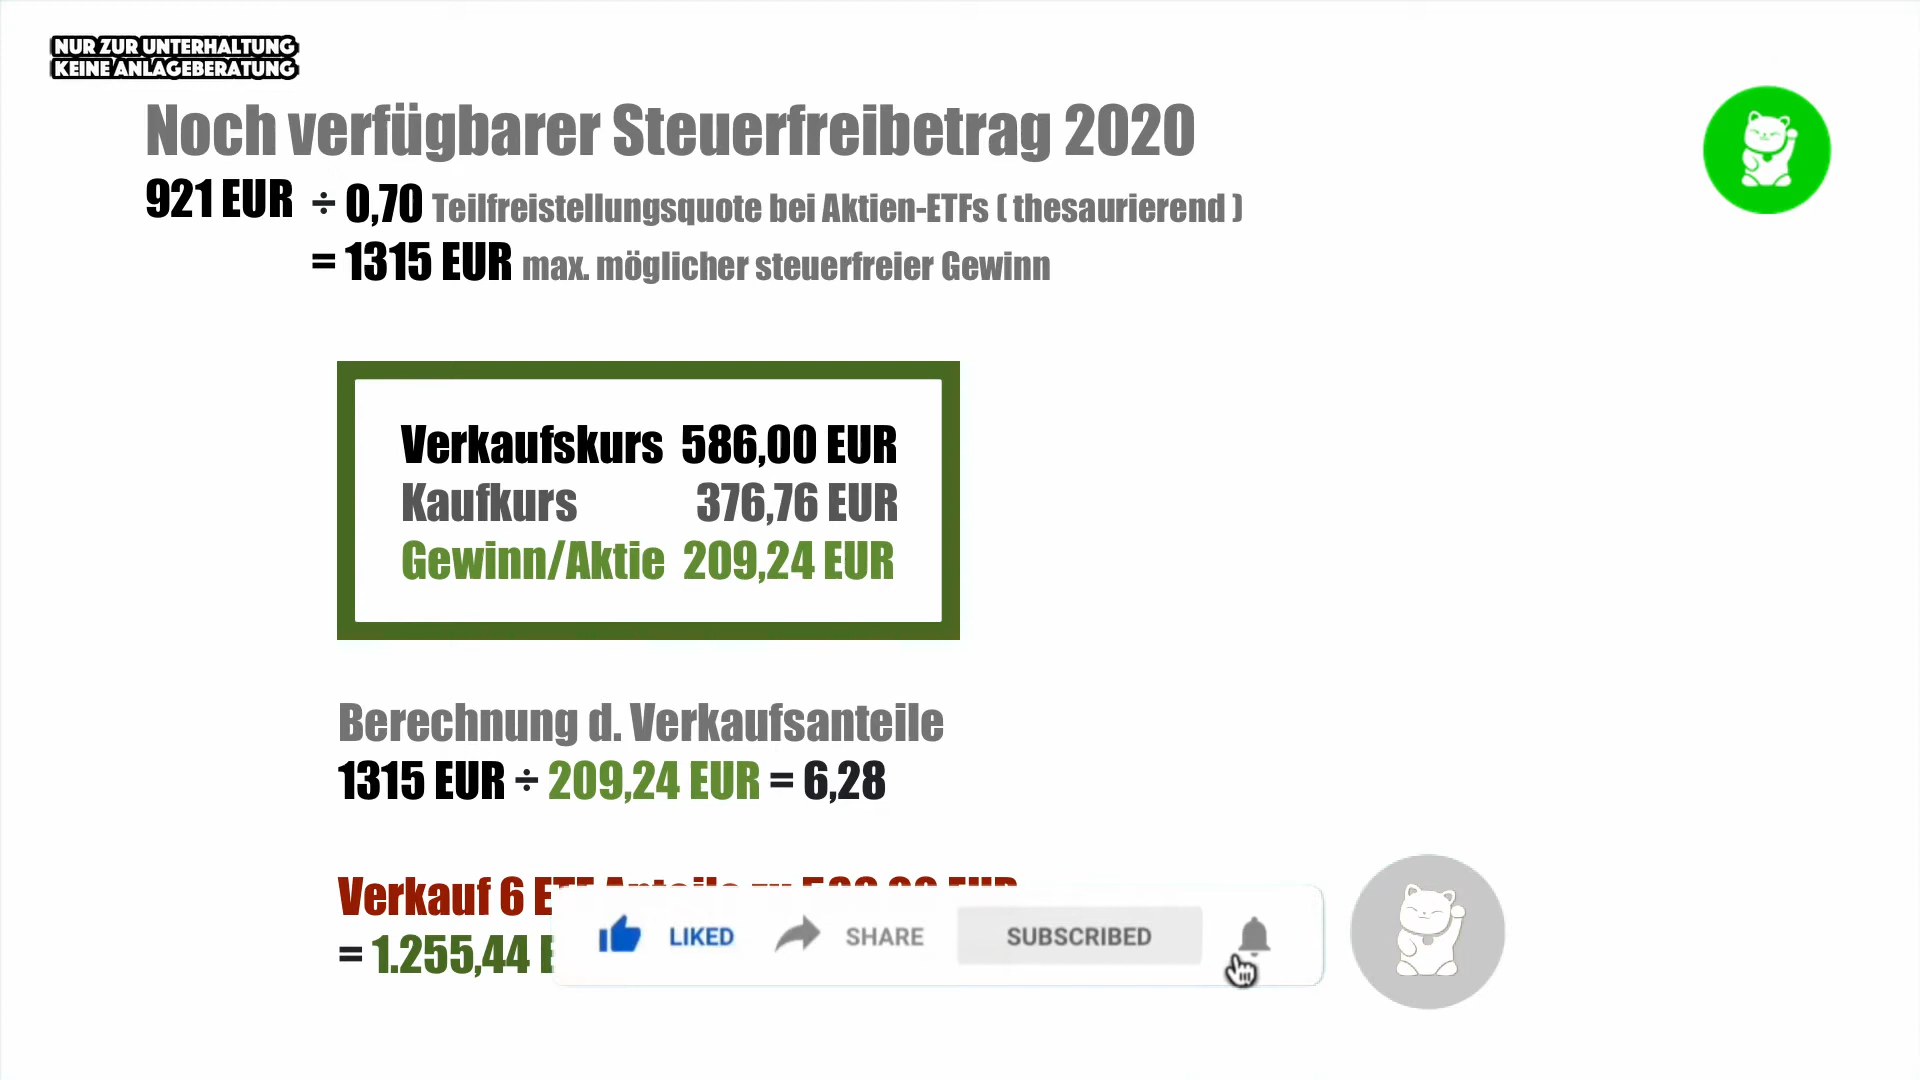 NUR ZUR UNTERHALTUNG
KEINE ANLAGEBERATUNG
Noch verfügbarer Steuerfreibetrag 2020
921 EUR ÷ 0,70 Teilfreistellungsquote bei Aktien-ETFs ( thesaurierend )
= 1315 EUR max. möglicher steuerfreier Gewinn
Verkaufskurs 586,00 EUR
Kaufkurs 376,76 EUR
Gewinn/Aktie 209,24 EUR
Berechnung d. Verkaufsanteile
1315 EUR ÷ 209,24 EUR = 6,28
Verkauf 6
= 1.255,44
LIKED SHARE SUBSCRIBED